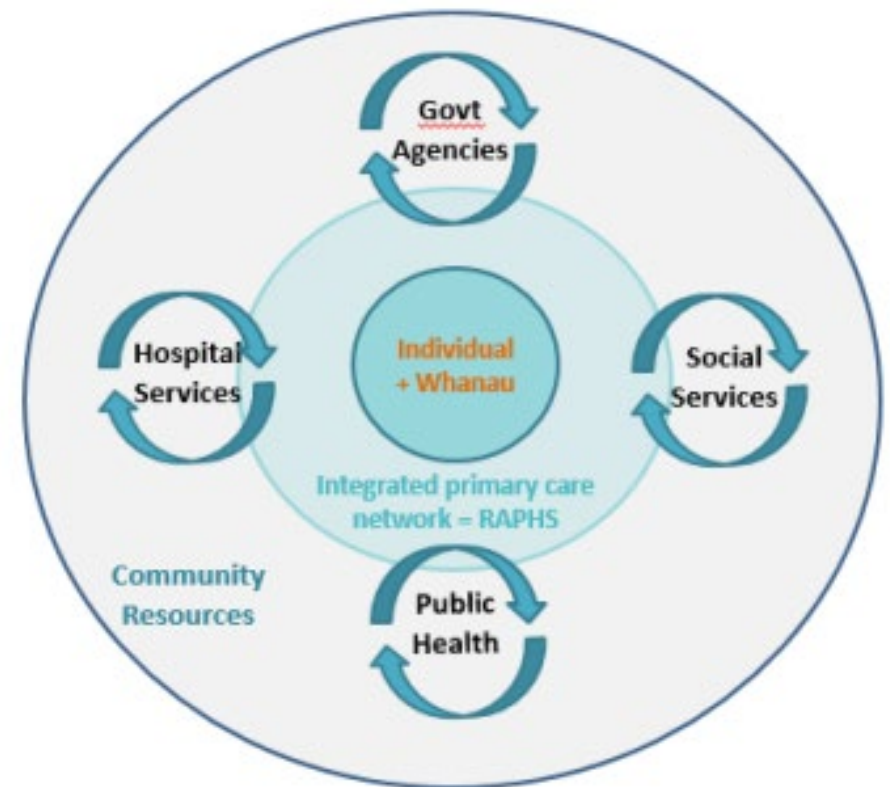 Govt
Agencies
Hospital
Services
Individual
+ Whanau
Social
Services
Integrated primary care
network = RAPHS
Community
Resources
Public
Health